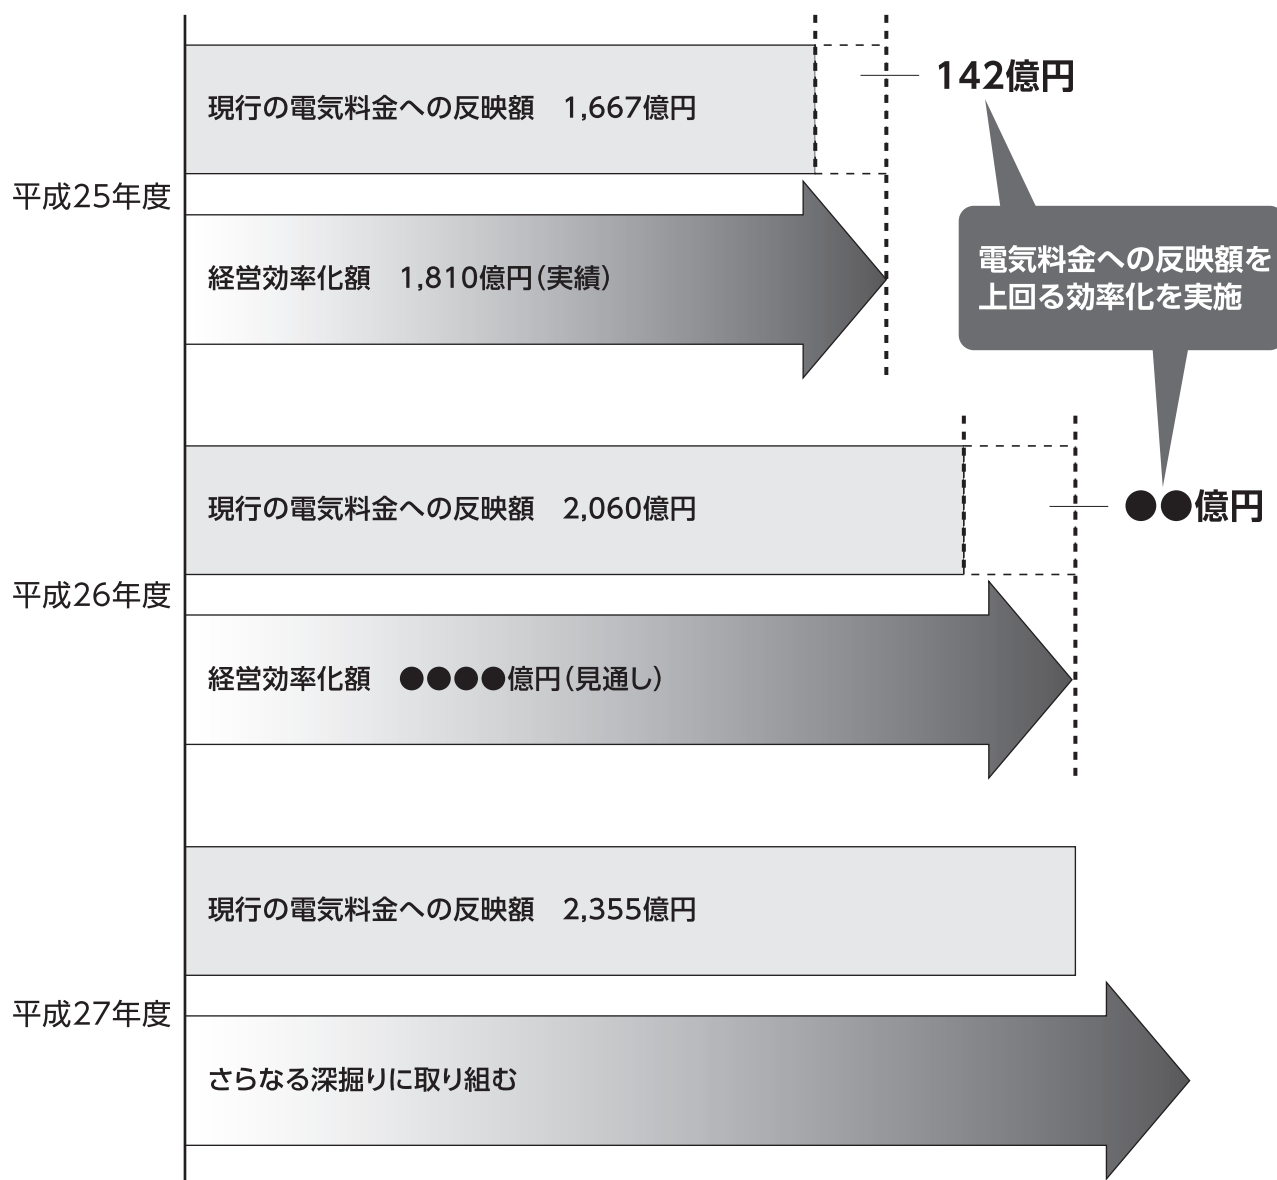 現行の電気料金への反映額　1,667億円
142億円
平成25年度
経営効率化額　1,810億円(実績)
電気料金への反映額を
上回る効率化を実施
現行の電気料金への反映額　2,060億円
●●億円
平成26年度
経営効率化額　●●●●億円(見通し)
現行の電気料金への反映額　2,355億円
平成27年度
さらなる深掘りに取り組む